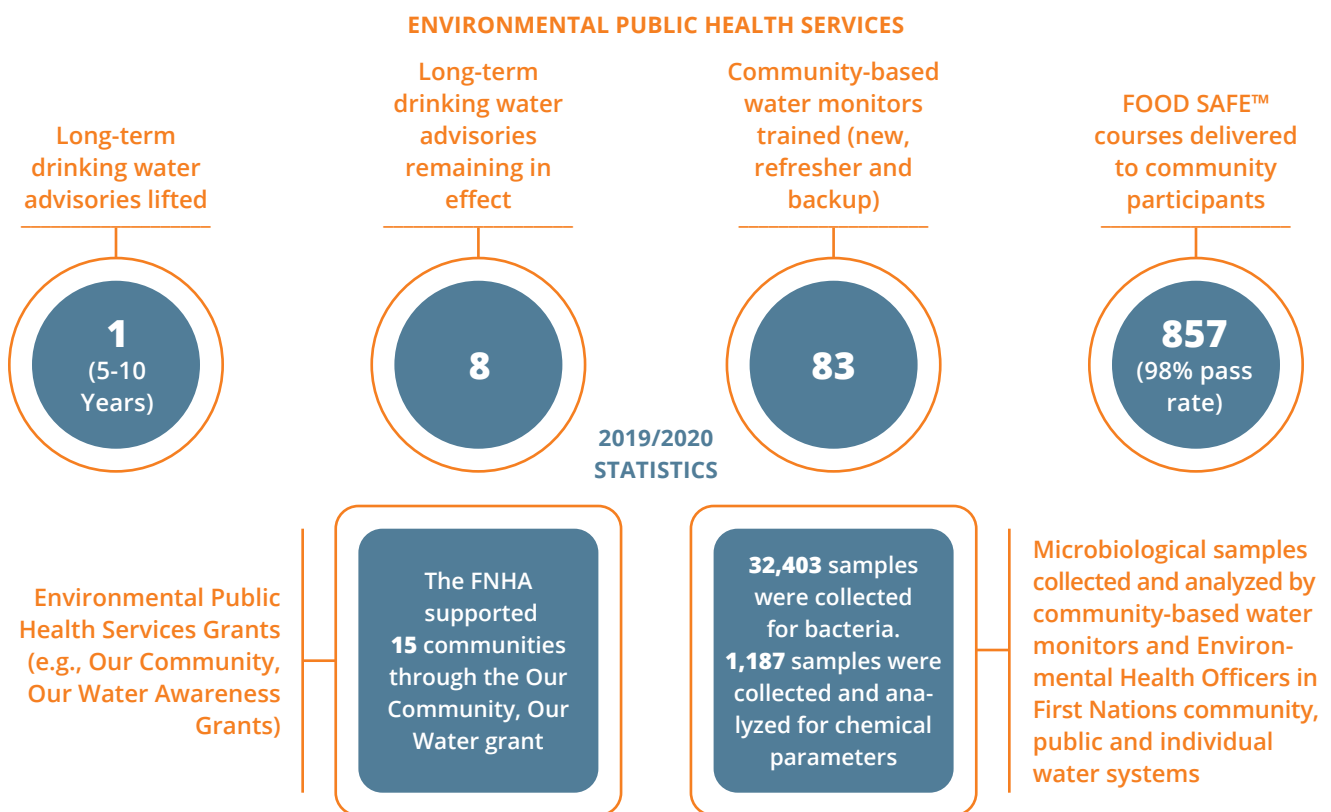 ENVIRONMENTAL PUBLIC HEALTH SERVICES
Long-term
drinking water
advisories lifted
1
(5-10
Years)
Long-term
drinking water
advisories
remaining in
effect
8
Community-based
water monitors
trained (new,
refresher and
backup)
83
FOOD SAFE™
courses delivered
to community
participants
857
(98% pass
rate)
2019/2020
STATISTICS
Environmental Public
Health Services Grants
(e.g., Our Community,
Our Water Awareness
Grants)
The FNHA
supported
15 communities
through the Our
Community, Our
Water grant
32,403 samples
were collected
for bacteria.
1,187 samples were
collected and ana-
lyzed for chemical
parameters
Microbiological samples
collected and analyzed by
community-based water
monitors and Environ-
mental Health Officers in
First Nations community,
public and individual
water systems